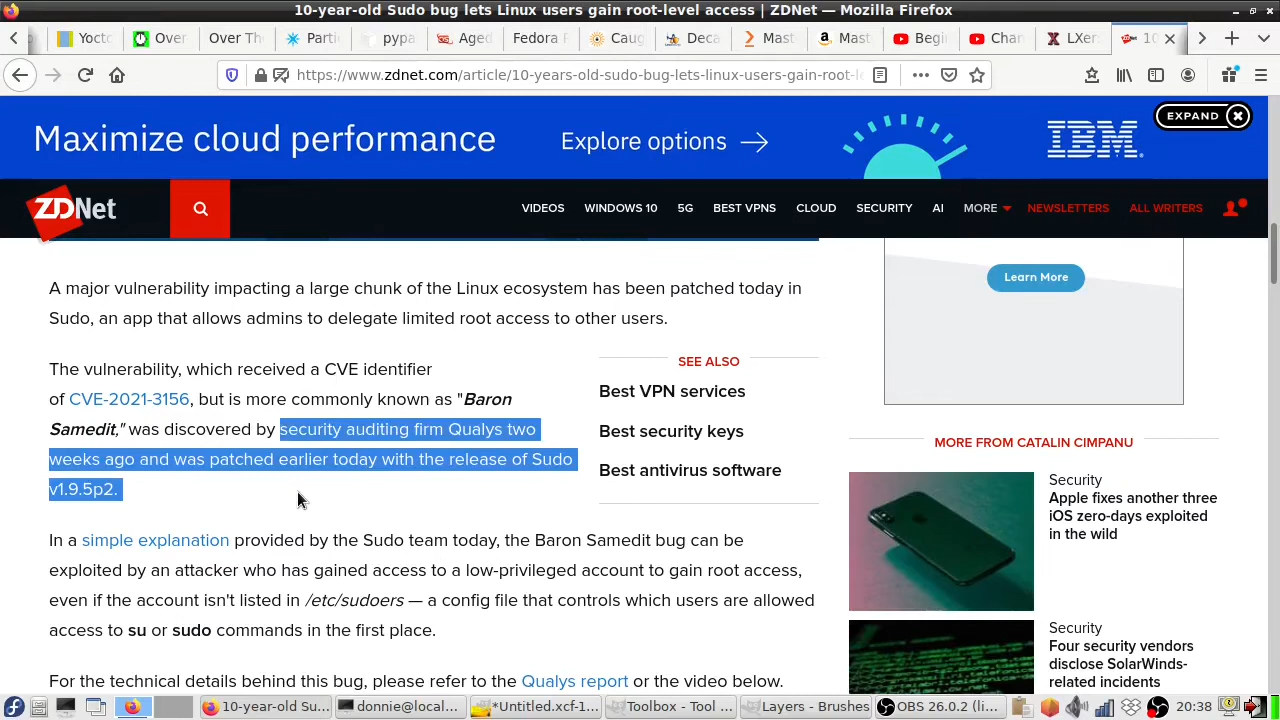 10-year-old Sudo bug lets Linux users gain root-level access | ZDNet — Mozilla Firefox
Yocto
Over
Over The
Parti
pypa
Ago
Fedora F
Caug
Deca
Mast
Mast
Begi
Chan
LXer
10
https://www.zdnet.com/article/10-years-old-sudo-bug-lets-linux-users-gain-root-l
Maximize cloud performance
Explore options
IBM
EXPAND
ZDNet
VIDEOS
WINDOWS 10
5G
BEST VPNS
CLOUD
SECURITY
AI
MORE
NEWSLETTERS
ALL WRITERS
A major vulnerability impacting a large chunk of the Linux ecosystem has been patched today in
Sudo, an app that allows admins to delegate limited root access to other users.
The vulnerability, which received a CVE identifier
of CVE-2021-3156, but is more commonly known as "Baron
Samedit," was discovered by security auditing firm Qualys two
weeks ago and was patched earlier today with the release of Sudo
v1.9.5p2.
SEE ALSO
Best VPN services
Best security keys
Best antivirus software
In a simple explanation provided by the Sudo team today, the Baron Samedit bug can be
exploited by an attacker who has gained access to a low-privileged account to gain root access,
even if the account isn't listed in /etc/sudoers — a config file that controls which users are allowed
access to su or sudo commands in the first place.
For the technical details behind this bug, please refer to the Qualys report or the video below.
Learn More
MORE FROM CATALIN CIMPANU
Security
Apple fixes another three
iOS zero-days exploited
in the wild
Security
Four security vendors
disclose SolarWinds-
related incidents
10-year-old ...
donnie@local...
*Untitled.xcf-1...
Toolbox - Tool ...
Layers - Brushes
OBS 26.0.2 (li...
20:38